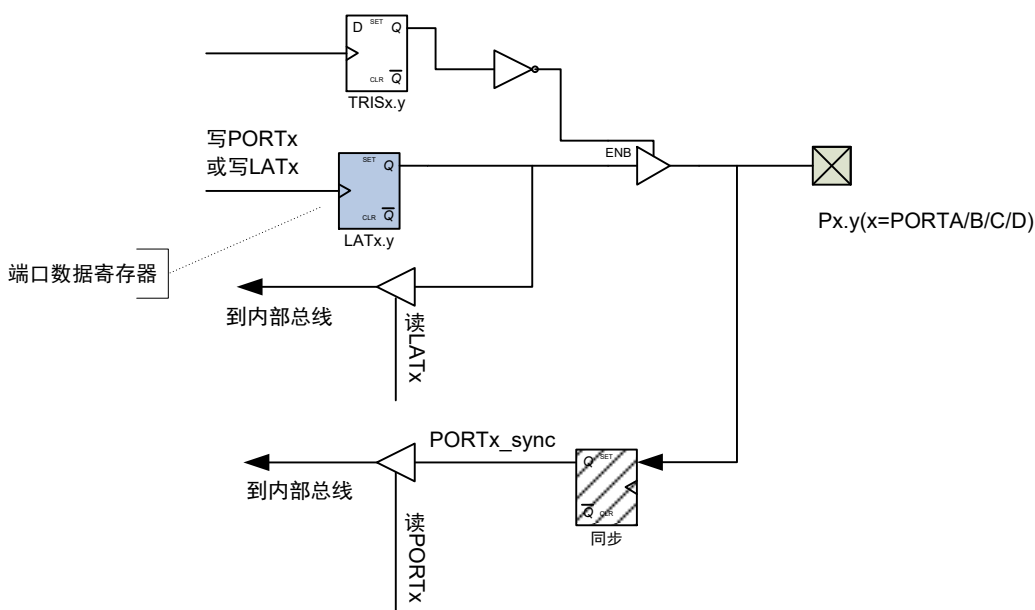 D SET Q
CLR Q
TRISx.y
写PORTx
或写LATx
SET Q
CLR Q
LATx.y
ENB
Px.y(x=PORTA/B/C/D)
端口数据寄存器
到内部总线
读LATx
PORTx_sync
Q SET
Q CLR
同步
到内部总线
读PORTx